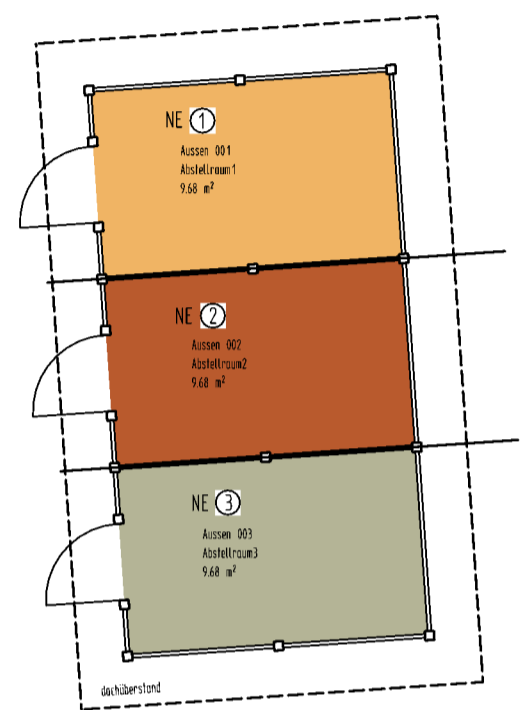 NE 1
Aussen 001
Abstellraum1
9.68 m²
NE 2
Aussen 002
Abstellraum2
9.68 m²
NE 3
Aussen 003
Abstellraum3
9.68 m²
dachüberstand